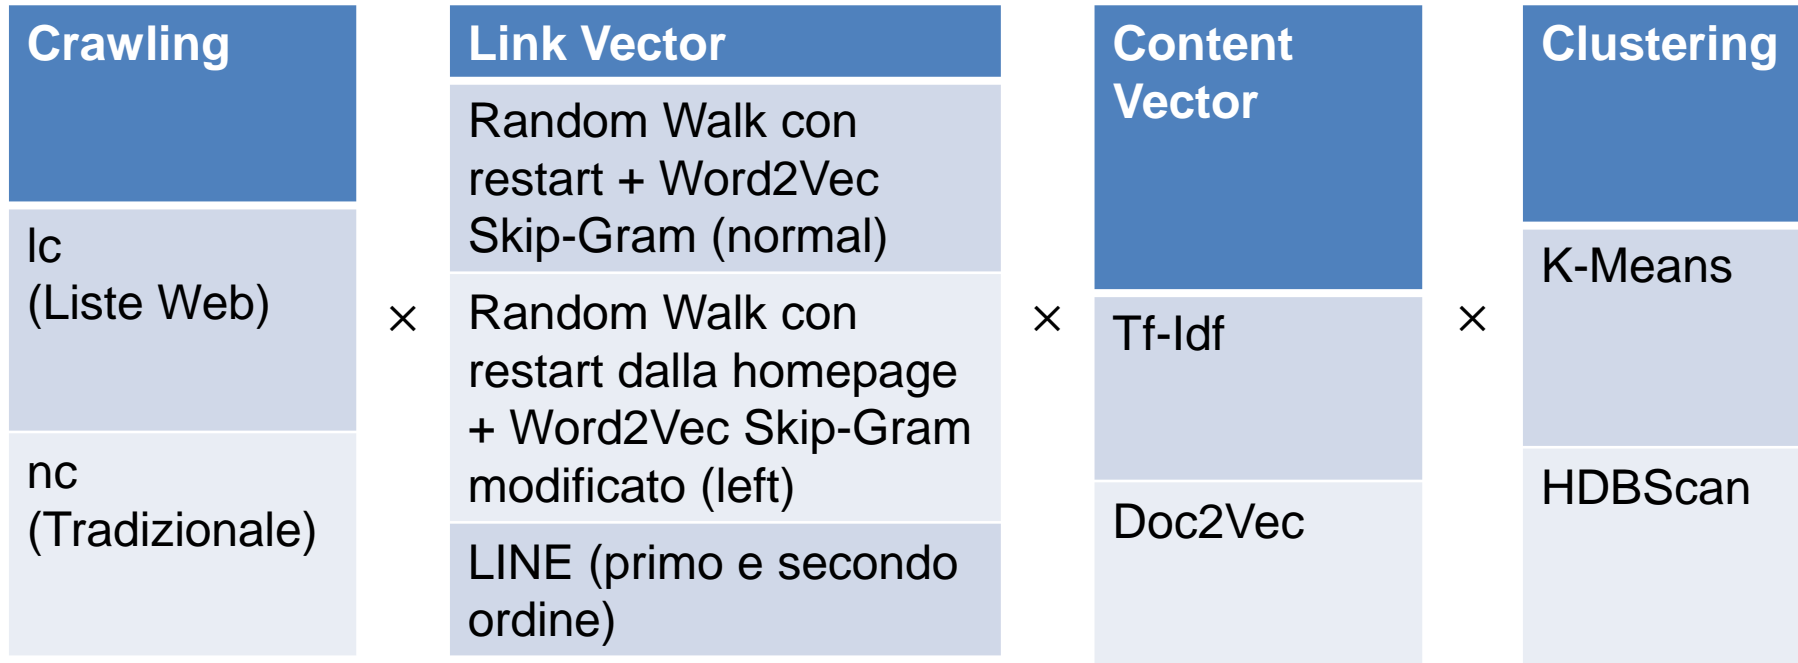 Crawling
lc
(Liste Web)
nc
(Tradizionale)
×
Link Vector
Random Walk con
restart + Word2Vec
Skip-Gram (normal)
Random Walk con
restart dalla homepage
+ Word2Vec Skip-Gram
modificato (left)
LINE (primo e secondo
ordine)
×
Content
Vector
Tf-Idf
Doc2Vec
×
Clustering
K-Means
HDBScan